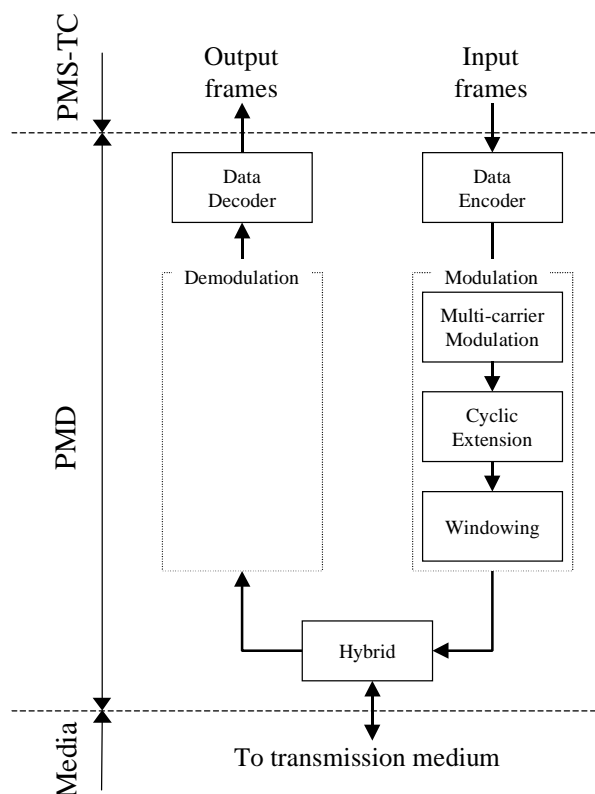 PMS-TC
Output
frames
Input
frames
Data
Decoder
Data
Encoder
Demodulation
Modulation
Multi-carrier
Modulation
Cyclic
Extension
Windowing
PMD
Hybrid
Media
To transmission medium